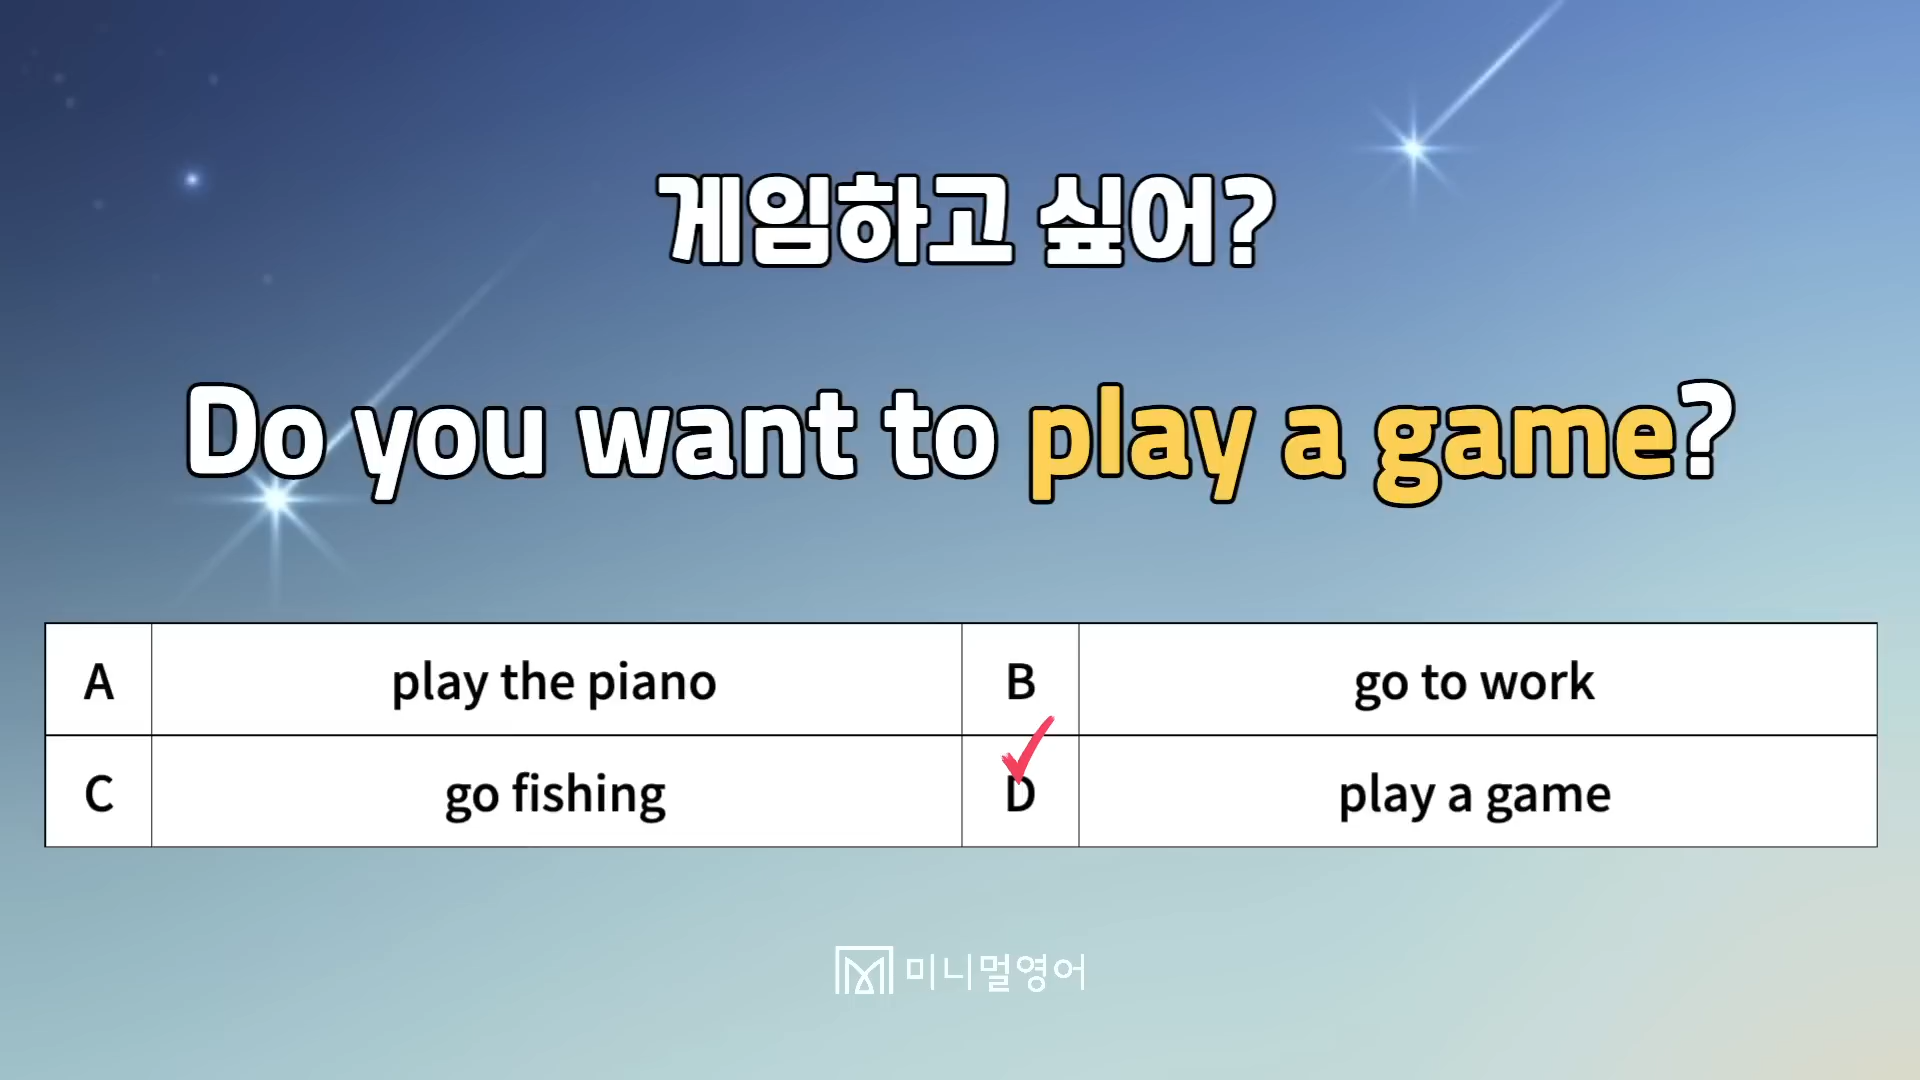 게임하고 싶어?
Do you want to play a game?
A play the piano B go to work
C go fishing D play a game
미니멀영어